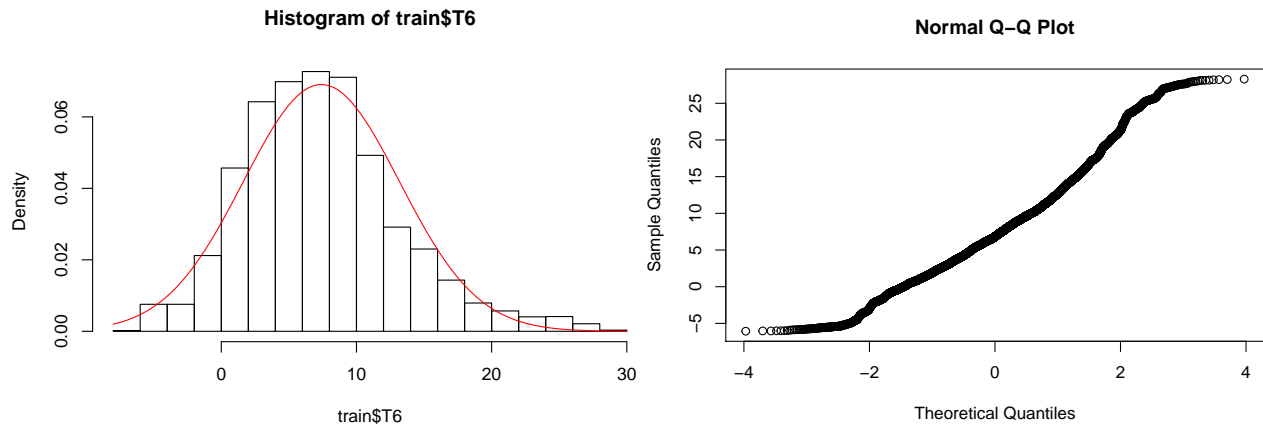 Histogram of train$T6
Density
0.00 0.02 0.04 0.06
0 10 20 30
train$T6
Normal Q−Q Plot
Sample Quantiles
−5 0 5 10 15 20 25
−4 −2 0 2 4
Theoretical Quantiles